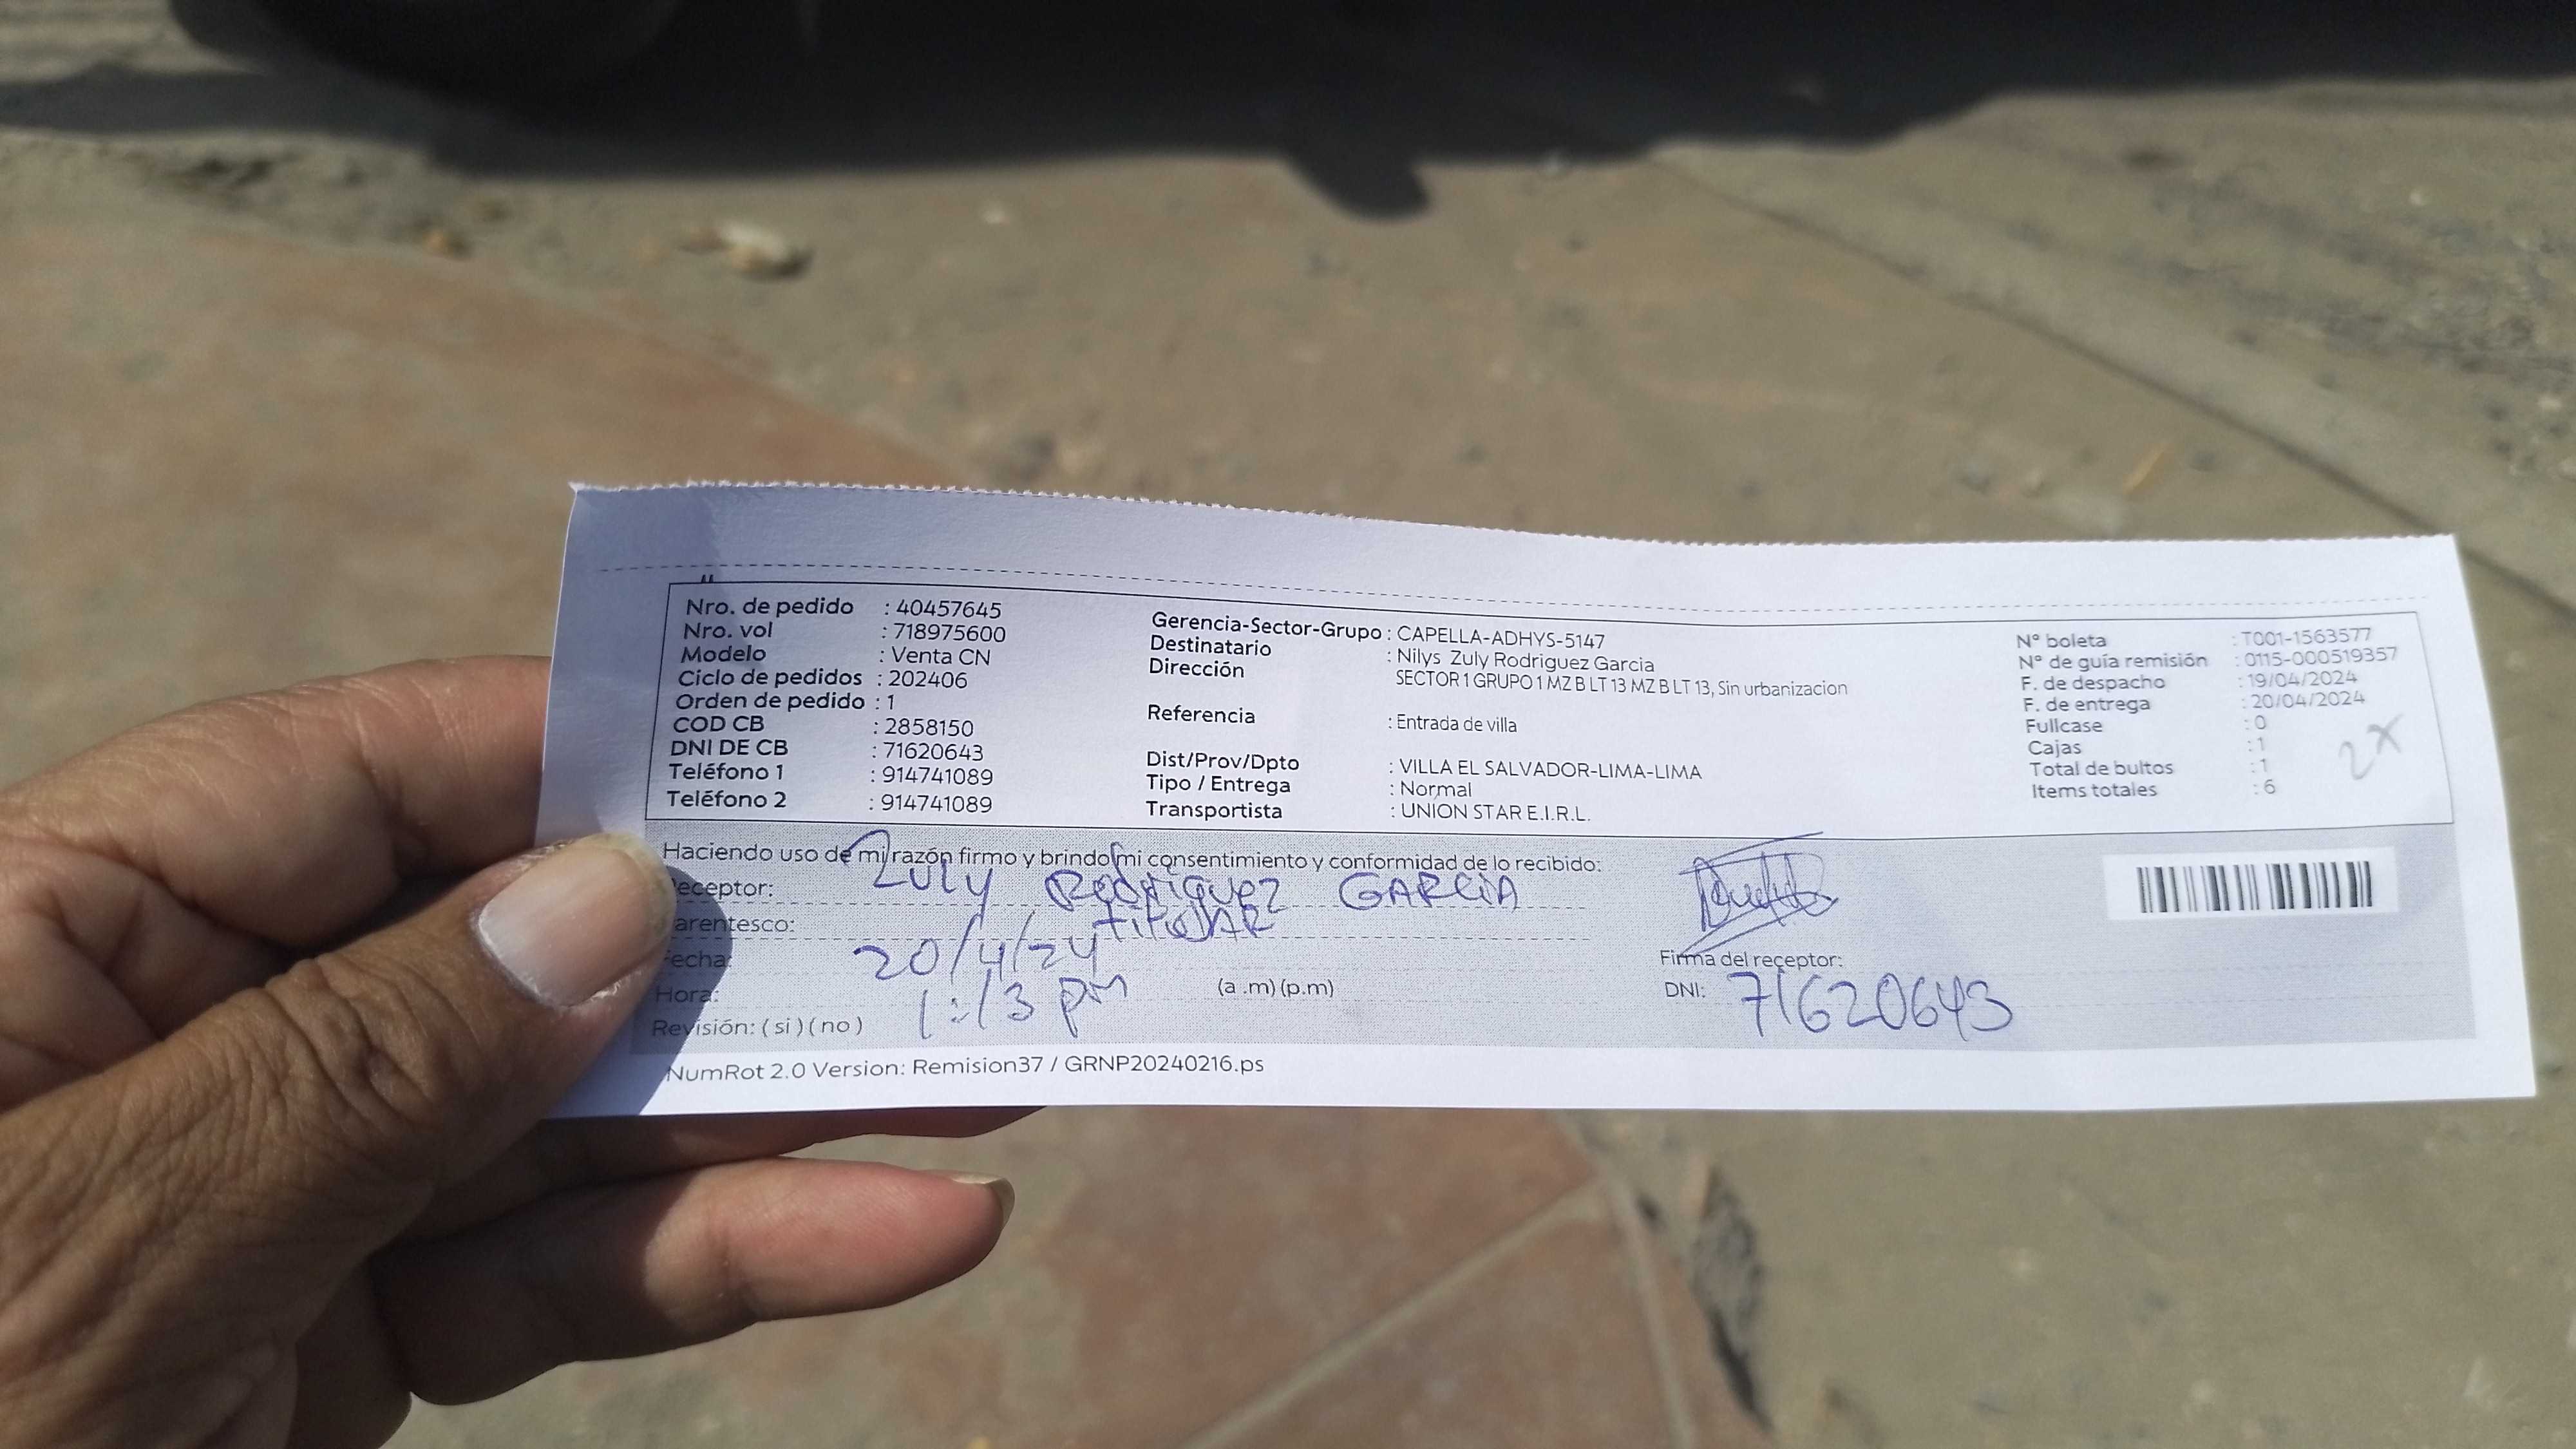 Nro. de pedido : 40457645
Nro. vol : 718975600
Modelo : Venta CN
Ciclo de pedidos : 202406
Orden de pedido : 1
COD CB : 2858150
DNI DE CB : 71620643
Teléfono 1 : 914741089
Teléfono 2 : 914741089
Gerencia-Sector-Grupo : CAPELLA-ADHYS-5147
Destinatario : Nilys Zuly Rodriguez Garcia
Dirección : SECTOR 1 GRUPO 1 MZ B LT 13 MZ B LT 13, Sin urbanizacion
Referencia : Entrada de villa
Dist/Prov/Dpto : VILLA EL SALVADOR-LIMA-LIMA
Tipo / Entrega : Normal
Transportista : UNION STAR E.I.R.L.
N° boleta : T001-1563577
N° de guía remisión : 0115-000519357
F. de despacho : 19/04/2024
F. de entrega : 20/04/2024
Fullcase : 0
Cajas : 1
Total de bultos : 1
Items totales : 6
2x
Haciendo uso de mi razón firmo y brindo mi consentimiento y conformidad de lo recibido:
eceptor: Zuly Rodriguez GARCIA
arentesco: titulAR
Fecha: 20/4/24
Hora: 1:13 pm (a .m) (p.m)
Revisión: ( si ) ( no )
Firma del receptor:
DNI: 71620643
NumRot 2.0 Version: Remision37 / GRNP20240216.ps